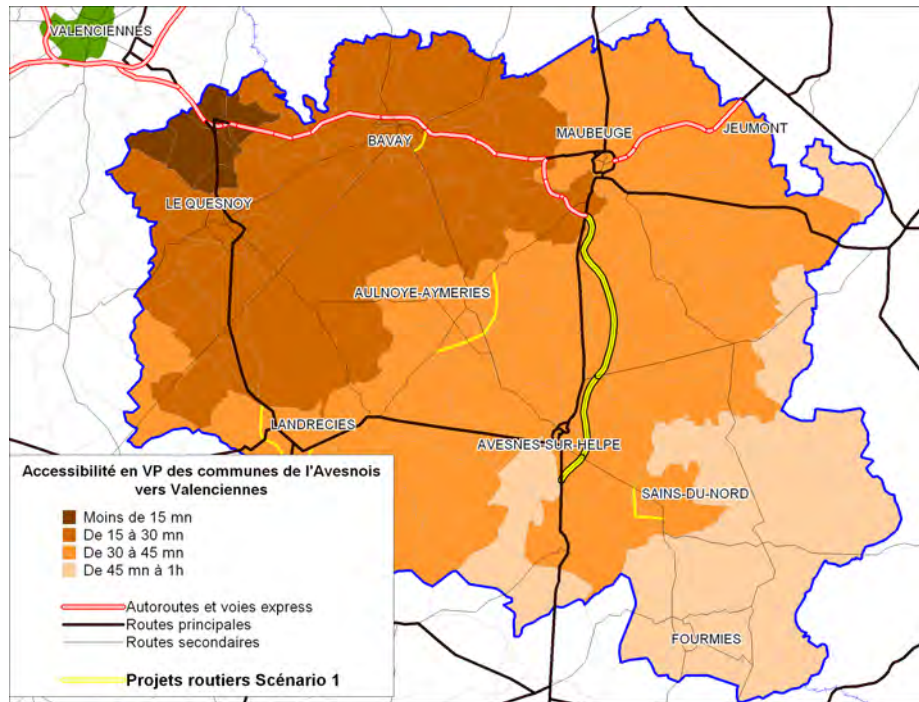 VALENCIENNES
MAUBEUGE
JEUMONT
BAVAY
LE QUESNOY
AULNOYE-AYMERIES
LANDRECIES
AVESNES-SUR-HELPE
SAINS-DU-NORD
FOURMIES
Accessibilité en VP des communes de l'Avesnois
vers Valenciennes
Moins de 15 mn
De 15 à 30 mn
De 30 à 45 mn
De 45 mn à 1h
Autoroutes et voies express
Routes principales
Routes secondaires
Projets routiers Scénario 1